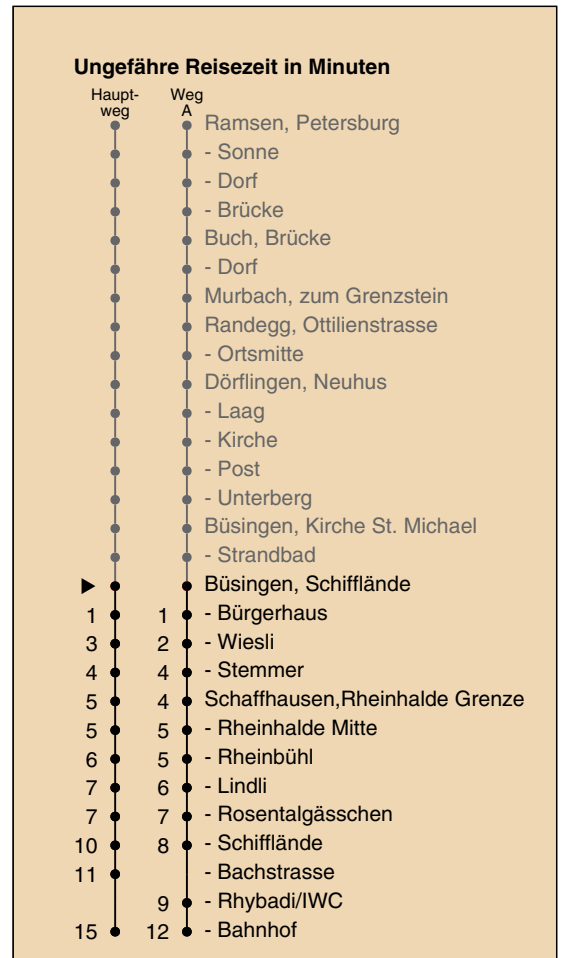 Ungefähre Reisezeit in Minuten
Haupt- Weg
weg A
Ramsen, Petersburg
- Sonne
- Dorf
- Brücke
Buch, Brücke
- Dorf
Murbach, zum Grenzstein
Randegg, Ottilienstrasse
- Ortsmitte
Dörflingen, Neuhus
- Laag
- Kirche
- Post
- Unterberg
Büsingen, Kirche St. Michael
- Strandbad
Büsingen, Schifflände
1 1 - Bürgerhaus
3 2 - Wiesli
4 4 - Stemmer
5 4 Schaffhausen,Rheinhalde Grenze
5 5 - Rheinhalde Mitte
6 5 - Rheinbühl
7 6 - Lindli
7 7 - Rosentalgässchen
10 8 - Schifflände
11 - Bachstrasse
9 - Rhybadi/IWC
15 12 - Bahnhof